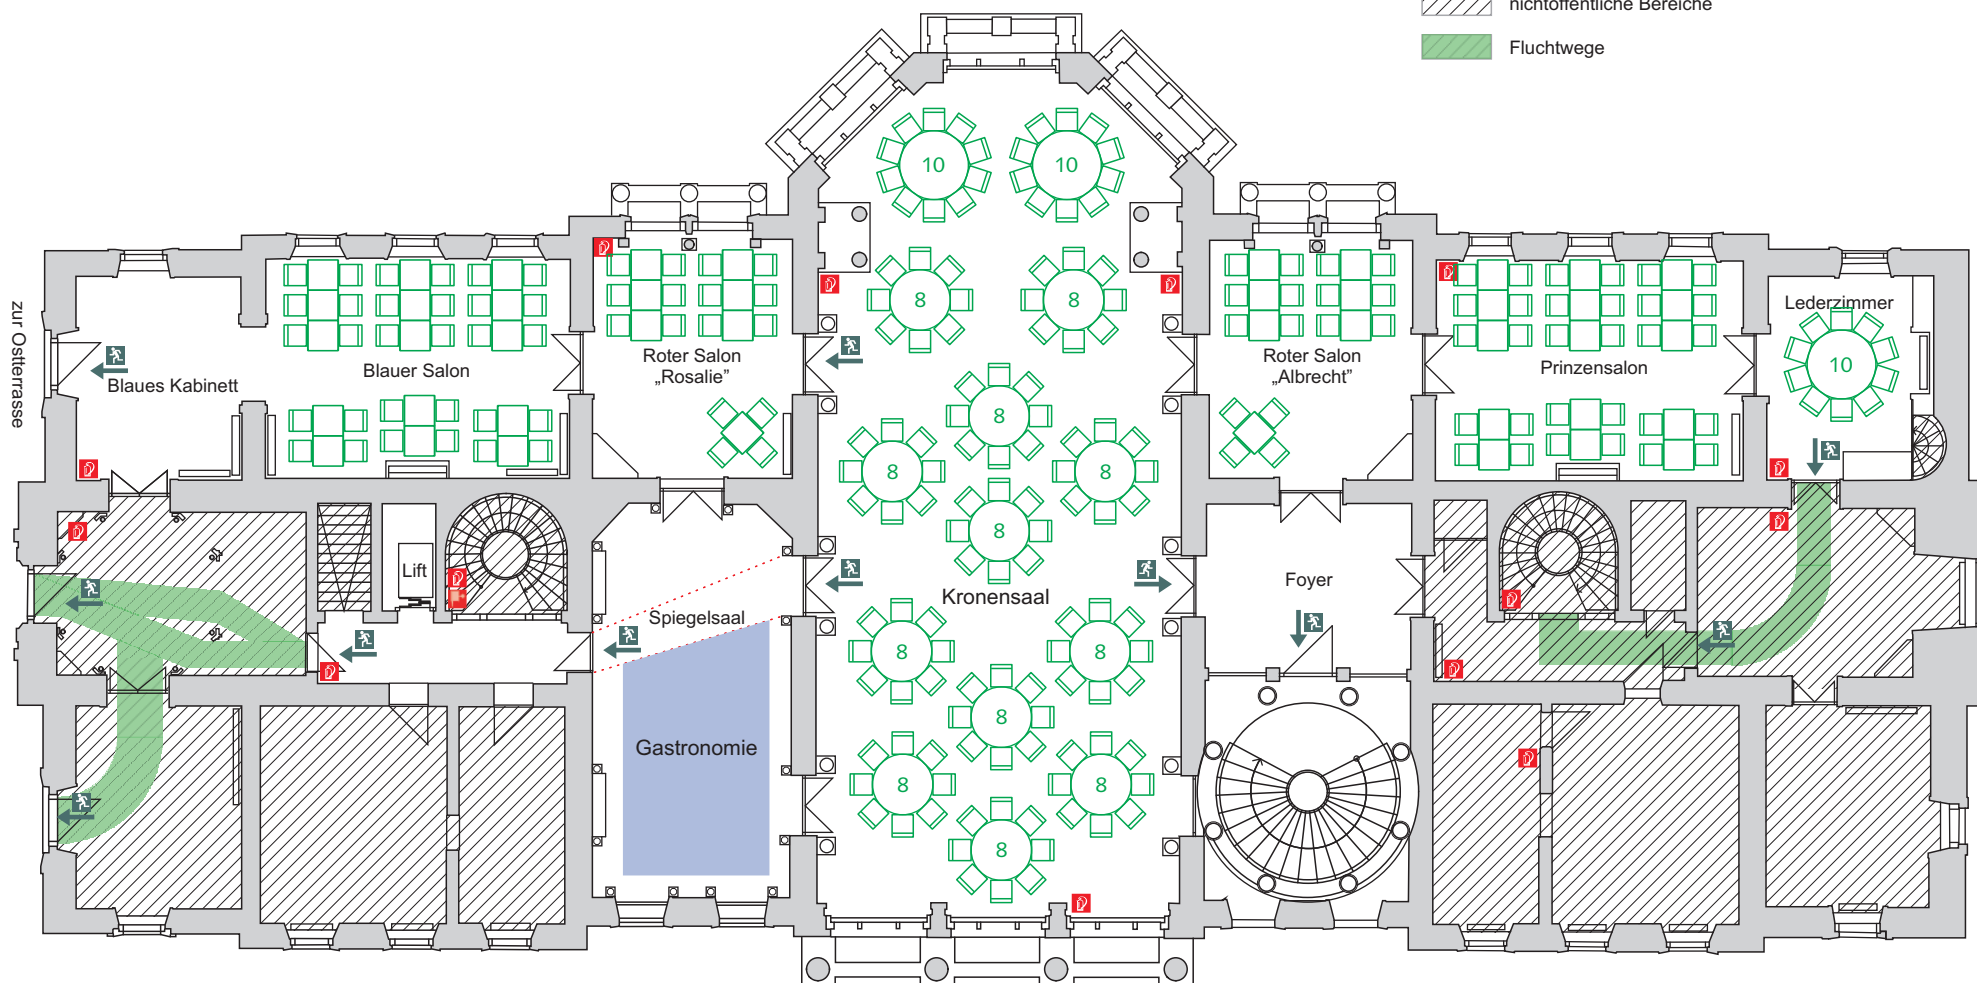 nichtöffentliche Bereiche
Fluchtwege
10
10
8
8
Lederzimmer
zur Ostterrasse
Roter Salon
„Rosalie”
Roter Salon
„Albrecht”
Blaues Kabinett
Blauer Salon
Prinzensalon
10
8
8
8
8
Lift
Foyer
Kronensaal
Spiegelsaal
8
8
8
Gastronomie
8
8
8